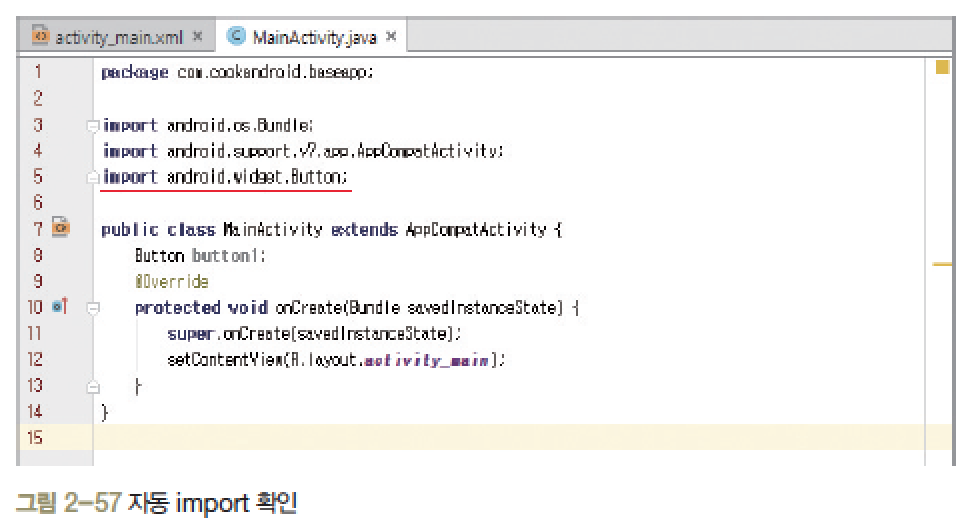 activity_main.xml × MainActivity.java ×
1 package com.cookandroid.baseapp;
2
3 import android.os.Bundle;
4 import android.support.v7.app.AppCompatActivity;
5 import android.widget.Button;
6
7 public class MainActivity extends AppCompatActivity {
8 Button button1;
9 @Override
10 protected void onCreate(Bundle savedInstanceState) {
11 super.onCreate(savedInstanceState);
12 setContentView(R.layout.activity_main);
13 }
14 }
15
그림 2-57 자동 import 확인